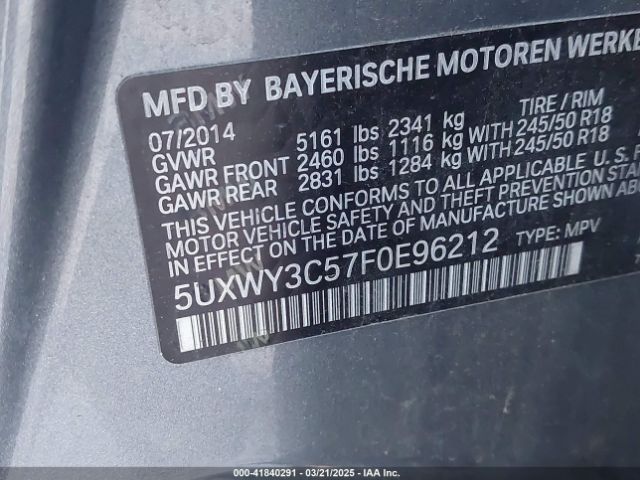 MFD BY BAYERISCHE MOTOREN WERKE
07/2014 5161 lbs 2341 kg TIRE / RIM
GVWR
GAWR FRONT 2460 lbs 1116 kg WITH 245/50 R18
GAWR REAR 2831 lbs 1284 kg WITH 245/50 R18
THIS VEHICLE CONFORMS TO ALL APPLICABLE U. S. F
MOTOR VEHICLE SAFETY AND THEFT PREVENTION STAN
THE DATE OF MANUFACTURE SHOWN ABO
5UXWY3C57F0E96212 TYPE: MPV
000-41840291 - 03/21/2025 - IAA Inc.